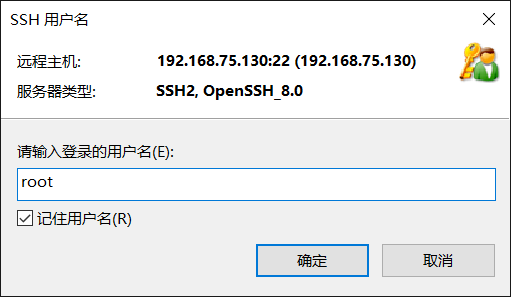 SSH 用户名
远程主机: 192.168.75.130:22 (192.168.75.130)
服务器类型: SSH2, OpenSSH_8.0
请输入登录的用户名(E):
root
记住用户名(R)
确定 取消